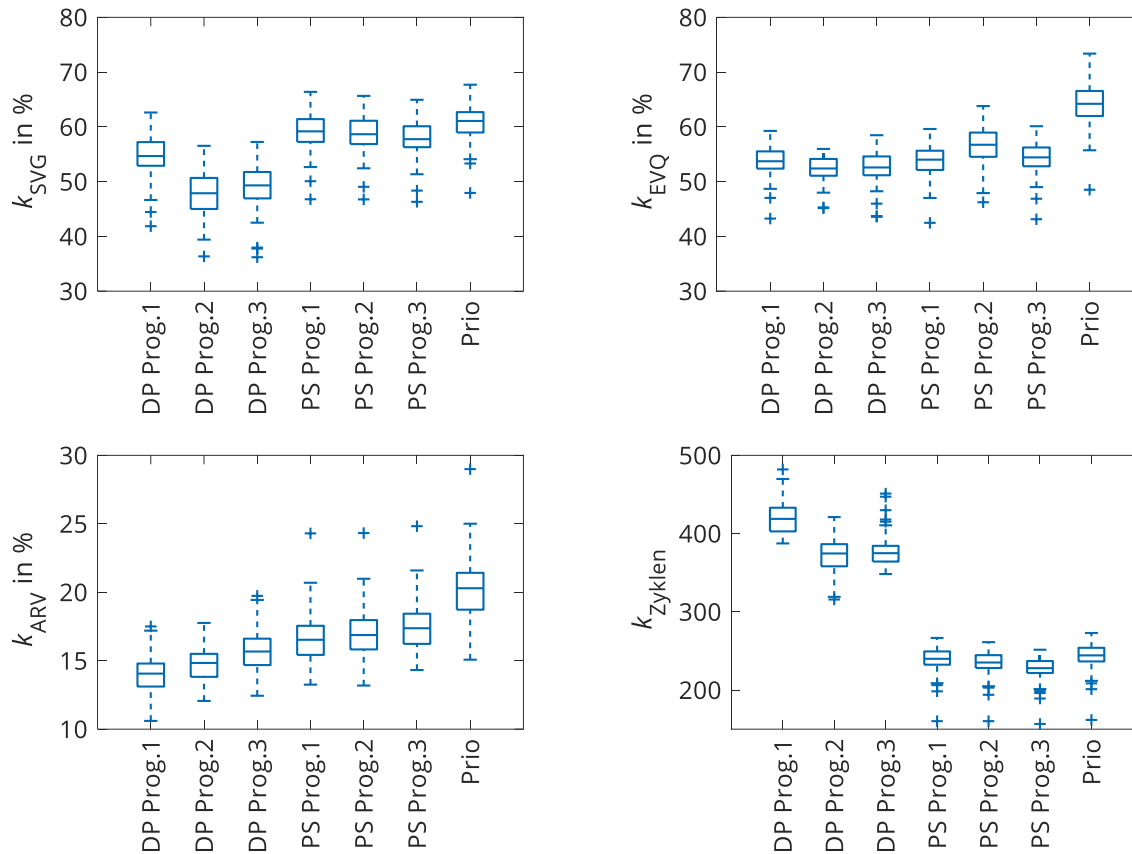 80
70
60
50
40
30
k_SVG in %
DP Prog.1
DP Prog.2
DP Prog.3
PS Prog.1
PS Prog.2
PS Prog.3
Prio
80
70
60
50
40
30
k_EVQ in %
DP Prog.1
DP Prog.2
DP Prog.3
PS Prog.1
PS Prog.2
PS Prog.3
Prio
30
25
20
15
10
k_ARV in %
DP Prog.1
DP Prog.2
DP Prog.3
PS Prog.1
PS Prog.2
PS Prog.3
Prio
500
400
300
200
k_Zyklen
DP Prog.1
DP Prog.2
DP Prog.3
PS Prog.1
PS Prog.2
PS Prog.3
Prio